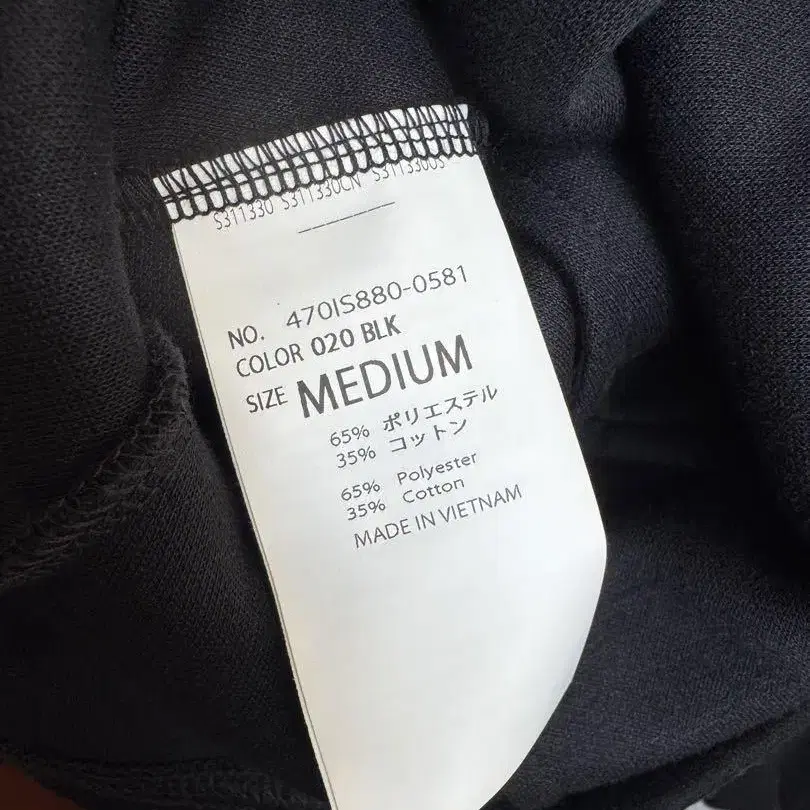 S311330 S311330CN S311330US
NO. 470IS880-0581
COLOR 020 BLK
SIZE MEDIUM
65% ポリエステル
35% コットン
65% Polyester
35% Cotton
MADE IN VIETNAM